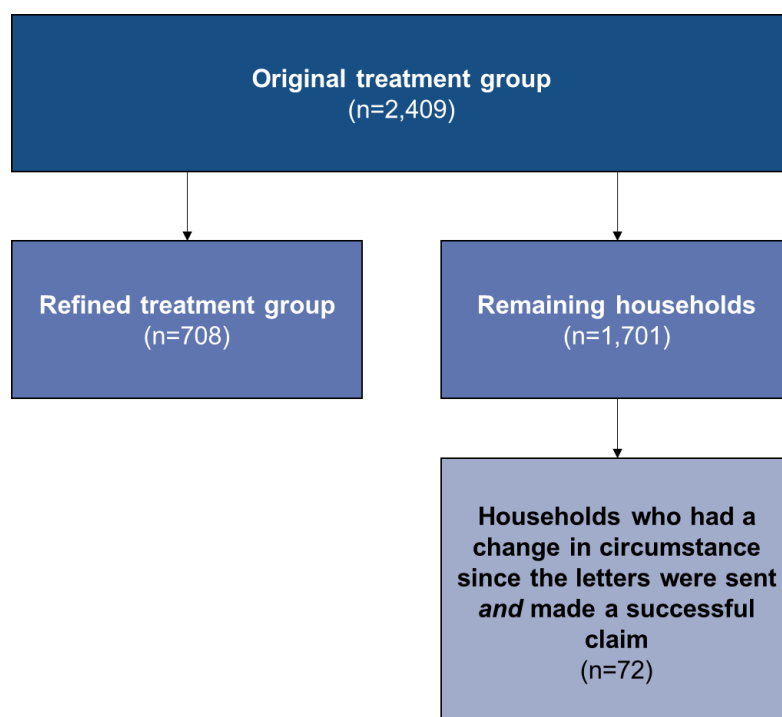 Original treatment group
(n=2,409)
Refined treatment group
(n=708)
Remaining households
(n=1,701)
Households who had a
change in circumstance
since the letters were sent
and made a successful
claim
(n=72)